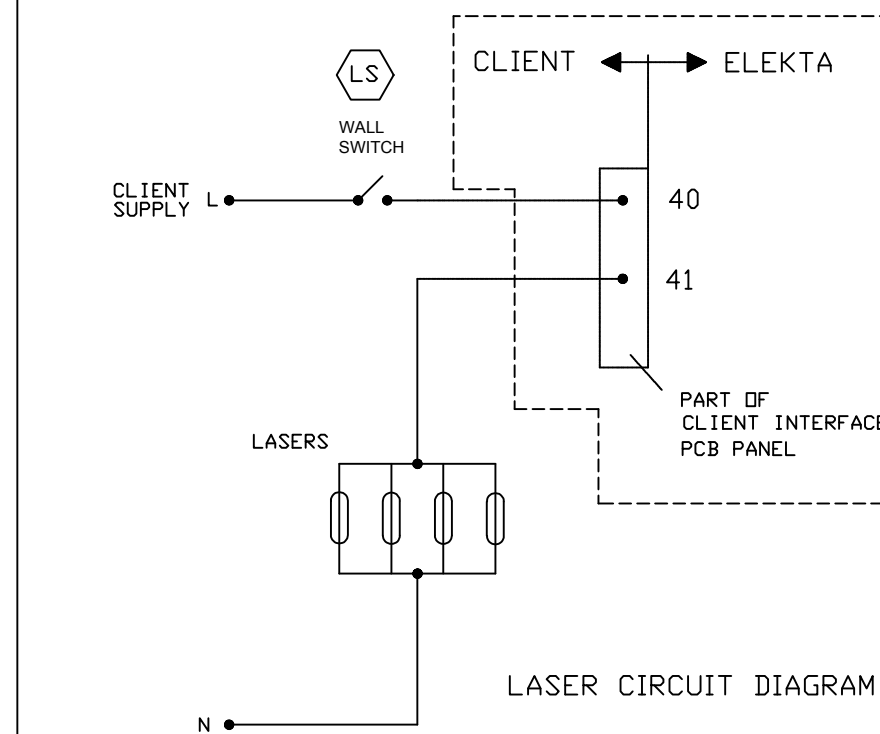 CLIENT ELEKTA
LS
WALL
SWITCH
CLIENT
SUPPLY L
40
41
PART OF
CLIENT INTERFACE
PCB PANEL
LASERS
LASER CIRCUIT DIAGRAM
N